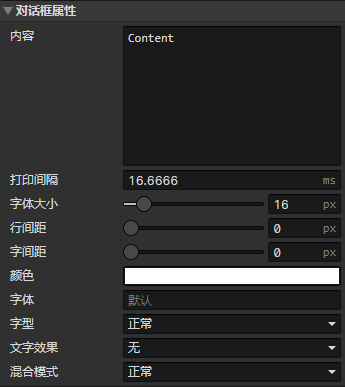 对话框属性
内容 Content
打印间隔 16.6666 ms
字体大小 16 px
行间距 0 px
字间距 0 px
颜色
字体 默认
字型 正常
文字效果 无
混合模式 正常